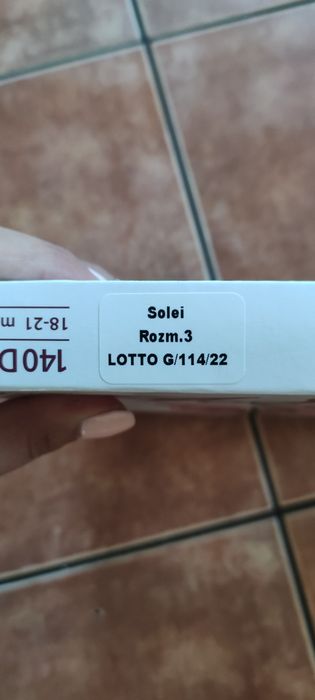 Solei
Rozm.3
LOTTO G/114/22
18-21 m
140D